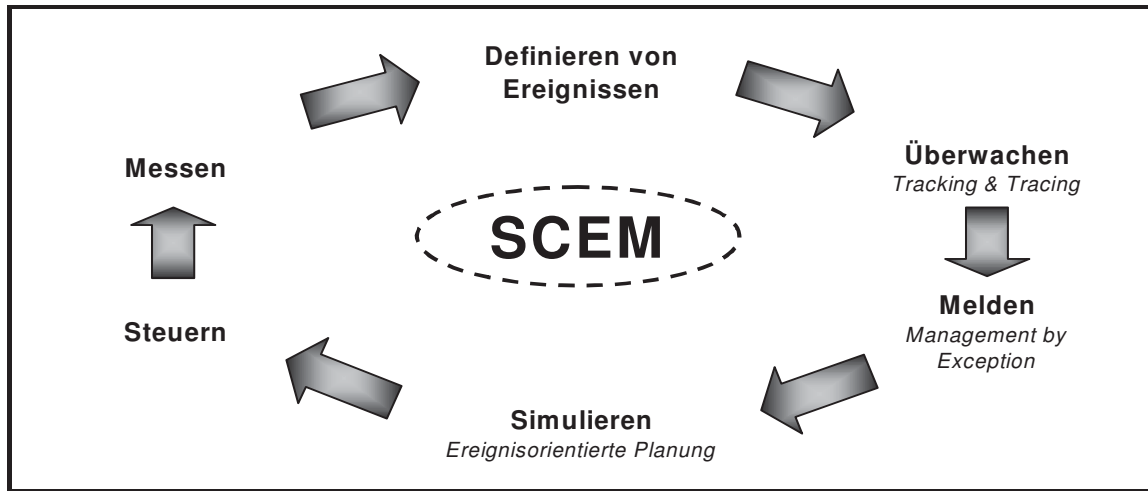 Definieren von
Ereignissen
Überwachen
Tracking & Tracing
Melden
Management by
Exception
Simulieren
Ereignisorientierte Planung
Steuern
Messen
SCEM